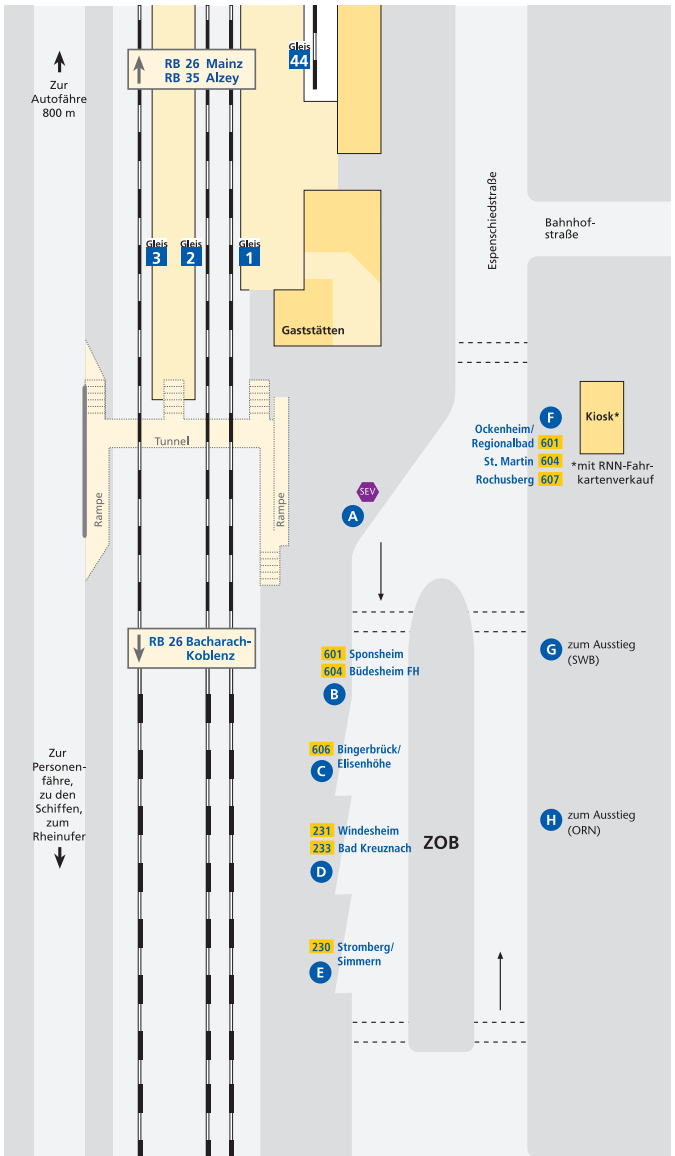 Gleis
44
RB 26 Mainz
RB 35 Alzey
Zur
Autofähre
800 m
Espenschiedstraße
Bahnhof-
straße
Gleis
3
Gleis
2
Gleis
1
Gaststätten
Kiosk*
*mit RNN-Fahr-
kartenverkauf
F
Ockenheim/
Regionalbad 601
St. Martin 604
Rochusberg 607
Tunnel
Rampe
Rampe
SEV
A
RB 26 Bacharach-
Koblenz
601 Sponsheim
604 Büdesheim FH
B
G zum Ausstieg
(SWB)
606 Bingerbrück/
Elisenhöhe
C
Zur
Personen-
fähre,
zu den
Schiffen,
zum
Rheinufer
231 Windesheim
233 Bad Kreuznach
D
ZOB
H zum Ausstieg
(ORN)
230 Stromberg/
Simmern
E